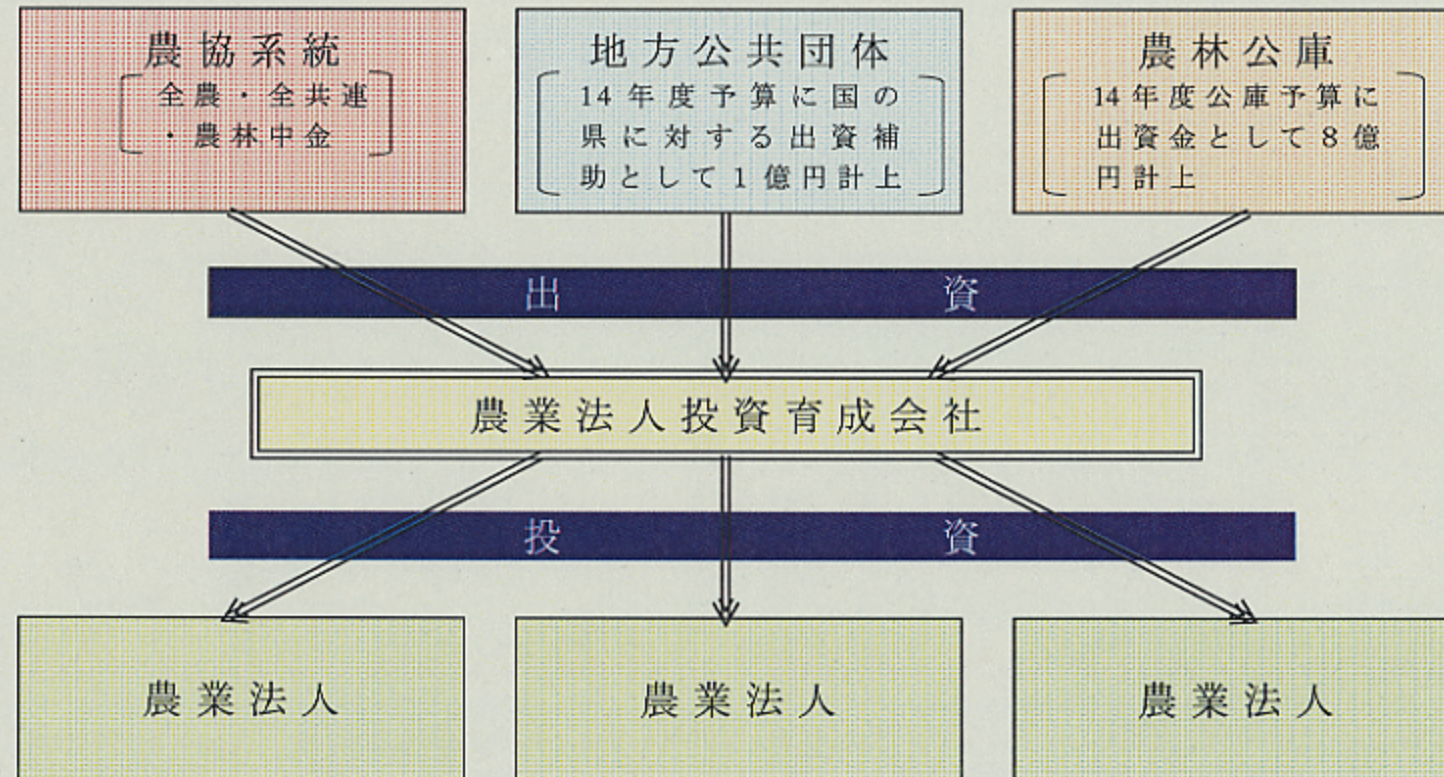 農協系統
全農・全共連
・農林中金
地方公共団体
14年度予算に国の
県に対する出資補
助として1億円計上
農林公庫
14年度公庫予算に
出資金として8億
円計上
出資
農業法人投資育成会社
投資
農業法人
農業法人
農業法人